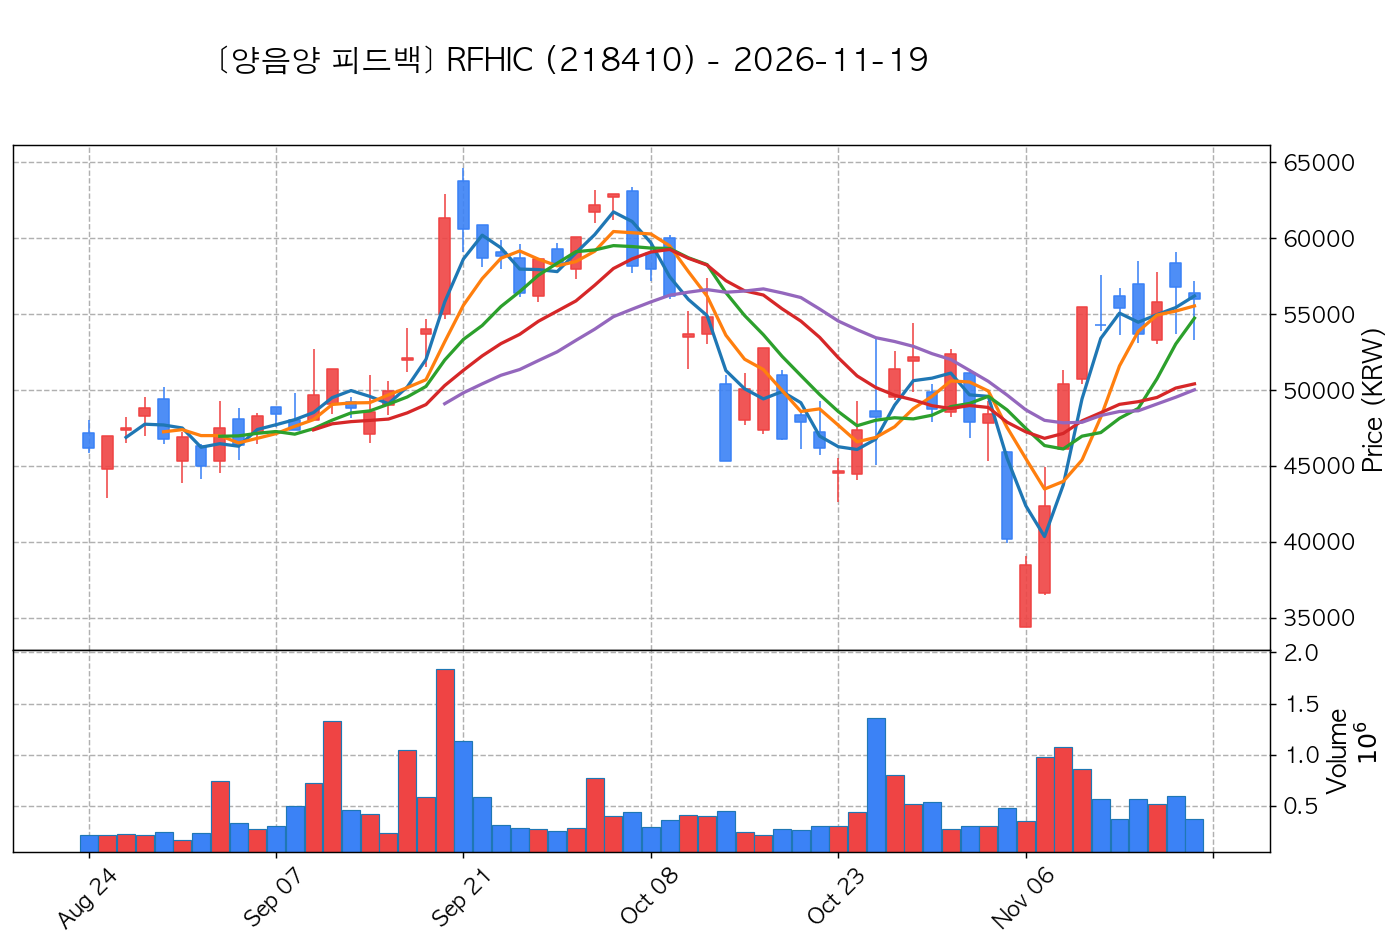 [양음양 피드백] RFHIC (218410) - 2026-11-19
65000
60000
55000
50000
45000
40000
35000
Price (KRW)
2.0
1.5
1.0
0.5
Volume
10^6
Aug 24
Sep 07
Sep 21
Oct 08
Oct 23
Nov 06